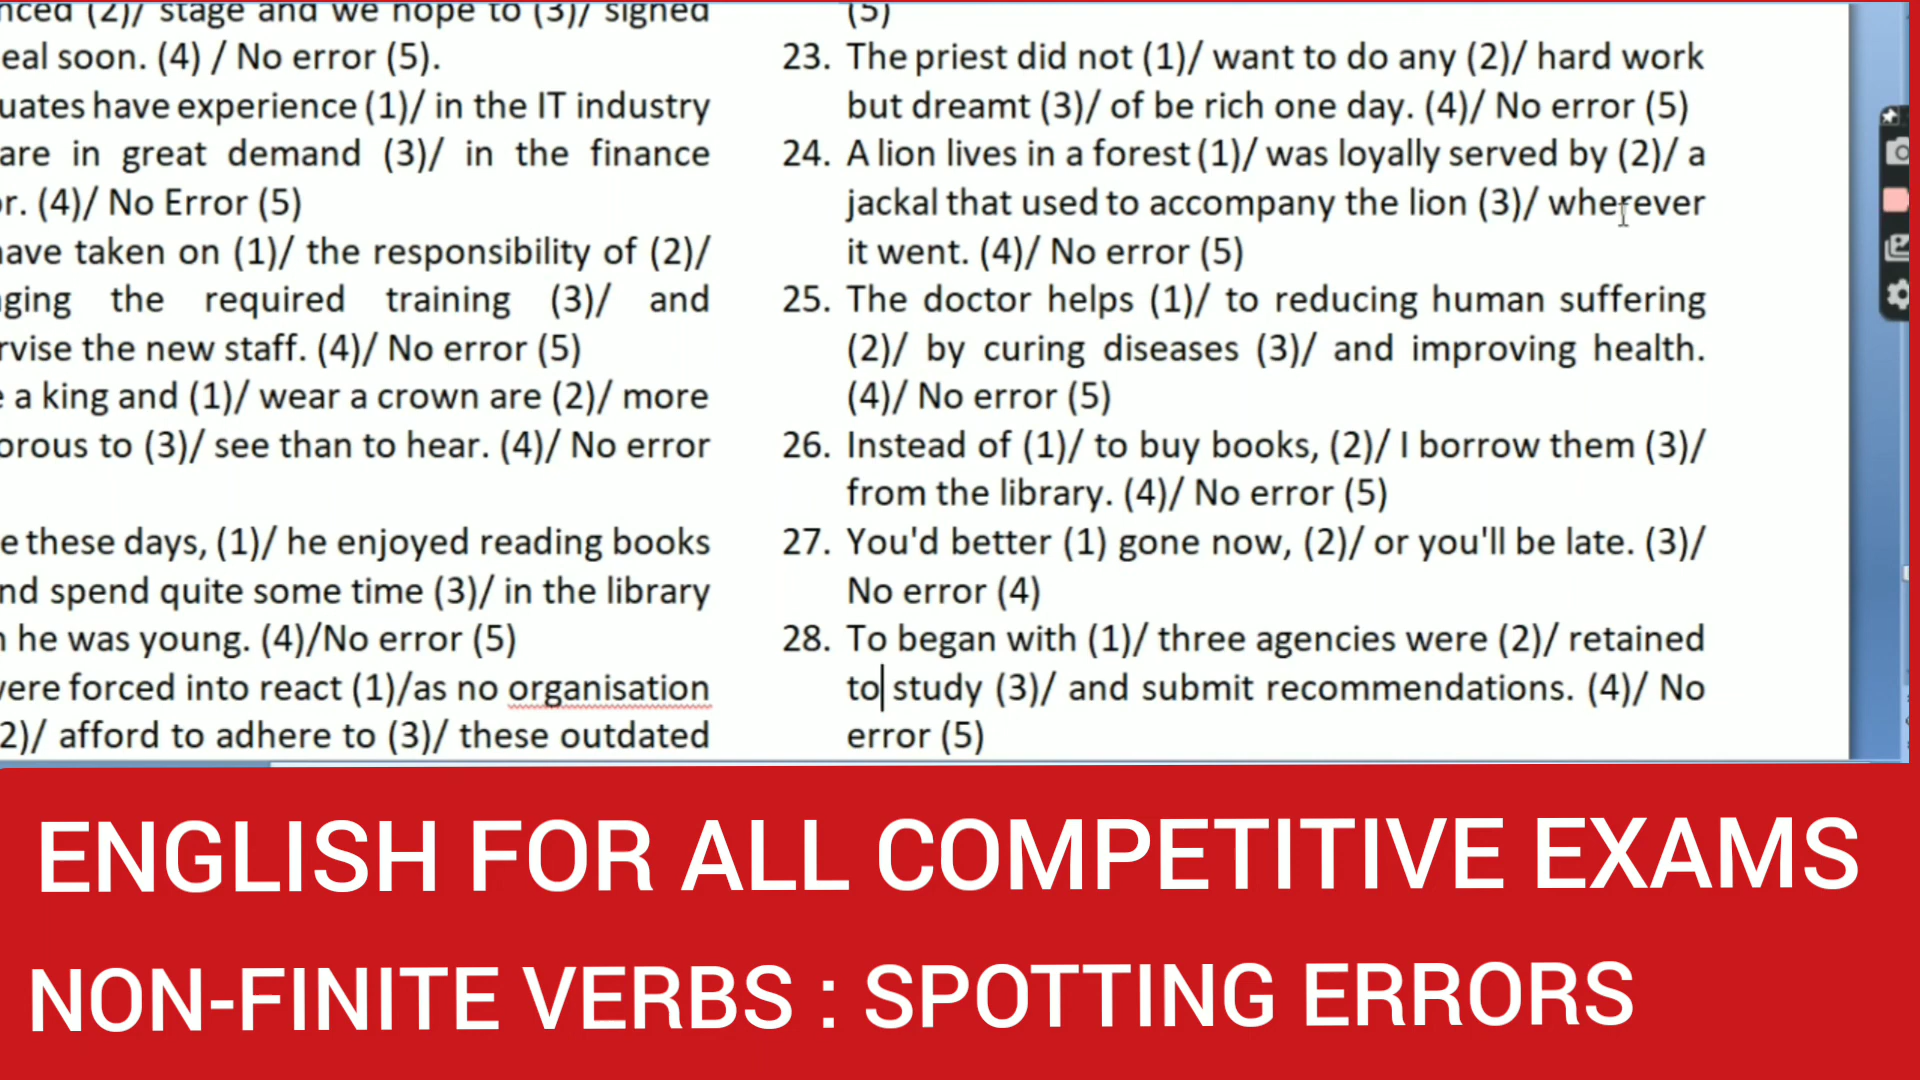 stage and we hope to (3)/ signed
eal soon. (4) / No error (5).
uates have experience (1)/ in the IT industry
are in great demand (3)/ in the finance
r. (4)/ No Error (5)
ave taken on (1)/ the responsibility of (2)/
ging the required training (3)/ and
rvise the new staff. (4)/ No error (5)
e a king and (1)/ wear a crown are (2)/ more
orous to (3)/ see than to hear. (4)/ No error
e these days, (1)/ he enjoyed reading books
nd spend quite some time (3)/ in the library
n he was young. (4)/No error (5)
vere forced into react (1)/as no organisation
2)/ afford to adhere to (3)/ these outdated
(5)
23. The priest did not (1)/ want to do any (2)/ hard work
but dreamt (3)/ of be rich one day. (4)/ No error (5)
24. A lion lives in a forest (1)/ was loyally served by (2)/ a
jackal that used to accompany the lion (3)/ wherever
it went. (4)/ No error (5)
25. The doctor helps (1)/ to reducing human suffering
(2)/ by curing diseases (3)/ and improving health.
(4)/ No error (5)
26. Instead of (1)/ to buy books, (2)/ I borrow them (3)/
from the library. (4)/ No error (5)
27. You'd better (1) gone now, (2)/ or you'll be late. (3)/
No error (4)
28. To began with (1)/ three agencies were (2)/ retained
to study (3)/ and submit recommendations. (4)/ No
error (5)
ENGLISH FOR ALL COMPETITIVE EXAMS
NON-FINITE VERBS : SPOTTING ERRORS